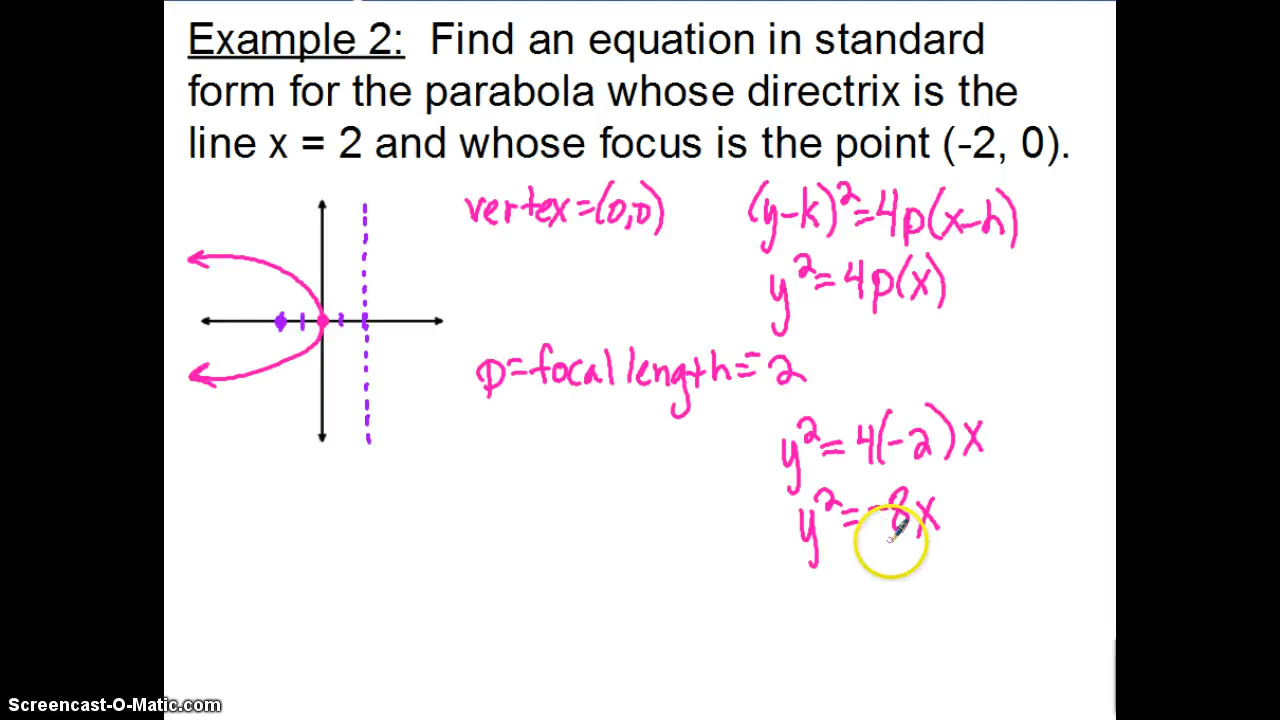 Example 2: Find an equation in standard
form for the parabola whose directrix is the
line x = 2 and whose focus is the point (-2, 0).
vertex=(0,0)
(y-k)²=4p(x-h)
y²=4p(x)
p=focal length=2
y²=4(-2)x
y²=-8x
Screencast-O-Matic.com